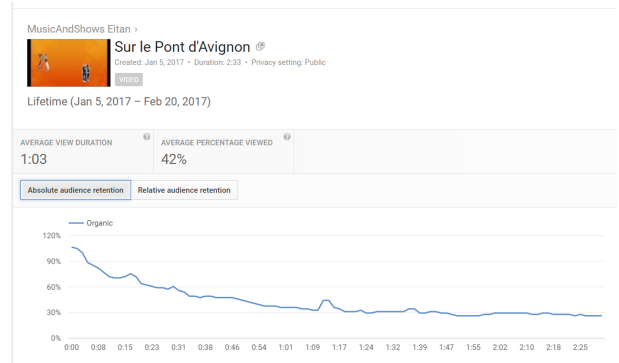 MusicAndShows Eitan ›
Sur le Pont d'Avignon
Created: Jan 5, 2017 • Duration: 2:33 • Privacy setting: Public
VIDEO
Lifetime (Jan 5, 2017 – Feb 20, 2017)
AVERAGE VIEW DURATION ? AVERAGE PERCENTAGE VIEWED ?
1:03 42%
Absolute audience retention Relative audience retention
Organic
120%
90%
60%
30%
0%
0:00 0:08 0:15 0:23 0:31 0:38 0:46 0:54 1:01 1:09 1:17 1:24 1:32 1:39 1:47 1:55 2:02 2:10 2:18 2:25